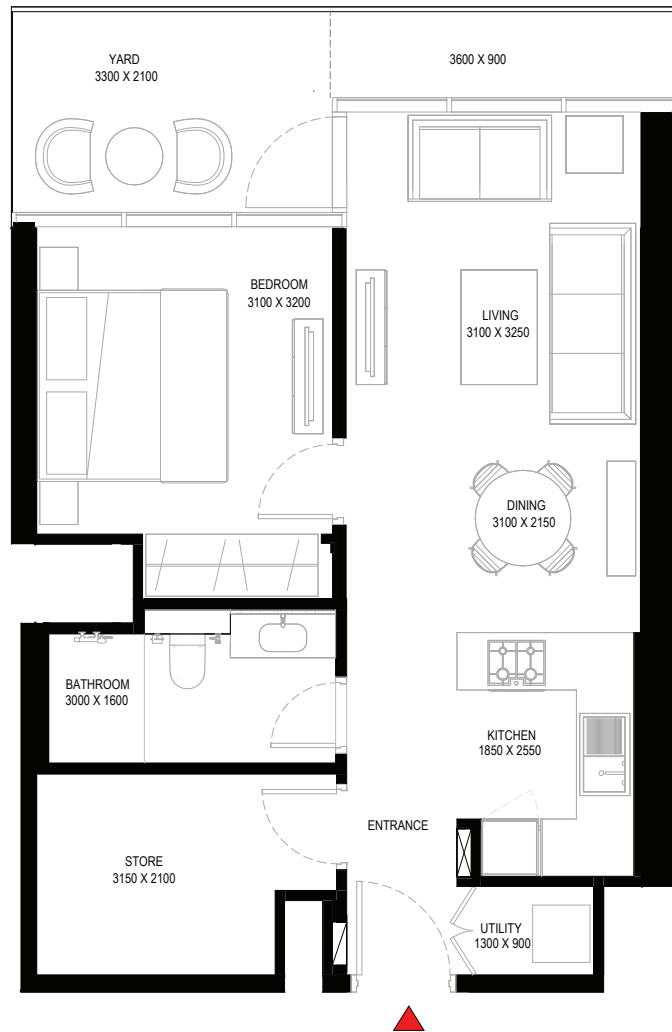 YARD
3300 X 2100
3600 X 900
BEDROOM
3100 X 3200
LIVING
3100 X 3250
DINING
3100 X 2150
BATHROOM
3000 X 1600
KITCHEN
1850 X 2550
ENTRANCE
STORE
3150 X 2100
UTILITY
1300 X 900